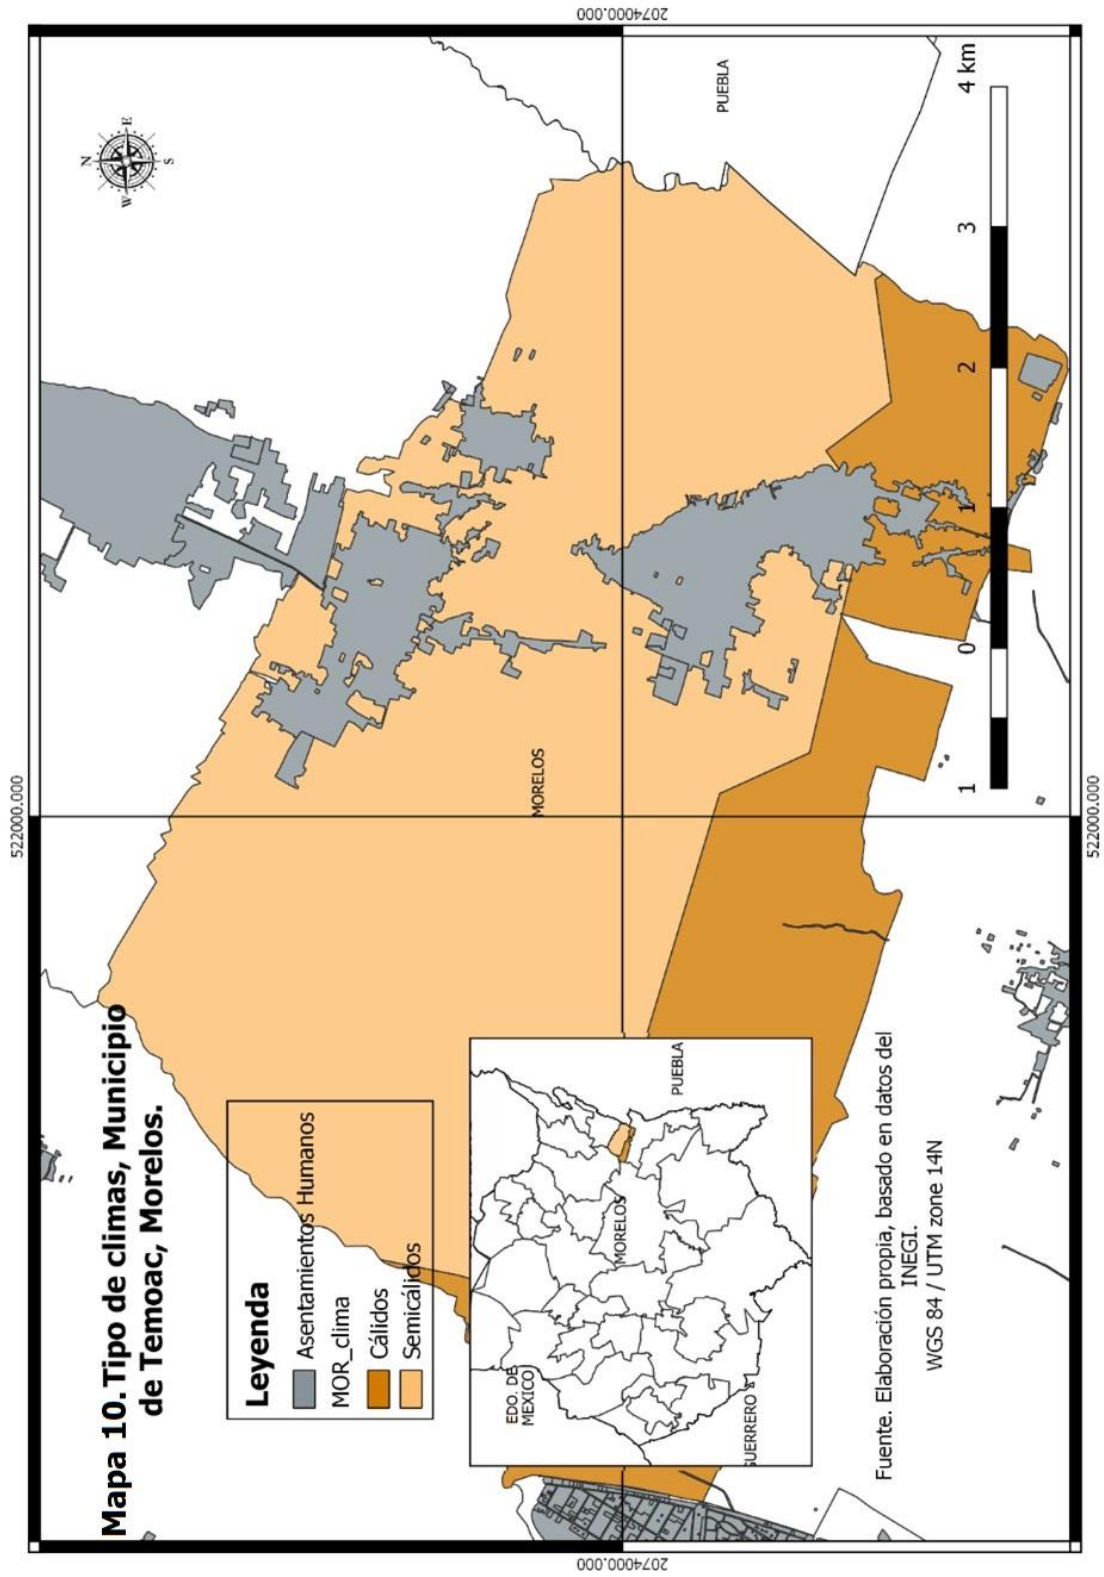 Mapa 10. Tipo de climas, Municipio
de Temoac, Morelos.
N
W
E
S
522000.000
2074000.000
2074000.000
522000.000
Leyenda
Asentamientos Humanos
MOR_clima
Cálidos
Semicálidos
MORELOS
PUEBLA
EDO. DE
MEXICO
MORELOS
PUEBLA
GUERRERO
Fuente. Elaboración propia, basado en datos del
INEGI.
WGS 84 / UTM zone 14N
1 0 1 2 3 4 km